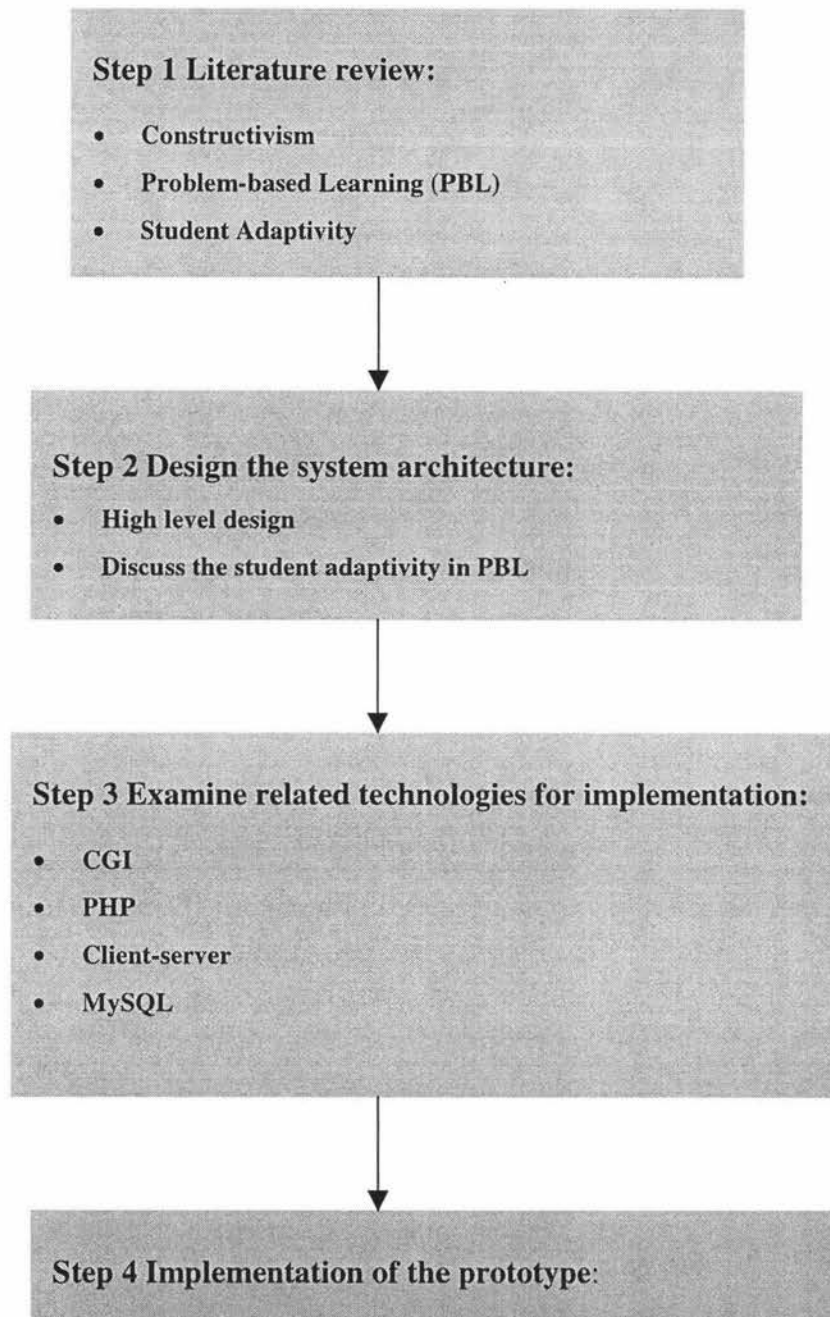 Step 1 Literature review:
• Constructivism
• Problem-based Learning (PBL)
• Student Adaptivity
Step 2 Design the system architecture:
• High level design
• Discuss the student adaptivity in PBL
Step 3 Examine related technologies for implementation:
• CGI
• PHP
• Client-server
• MySQL
Step 4 Implementation of the prototype: